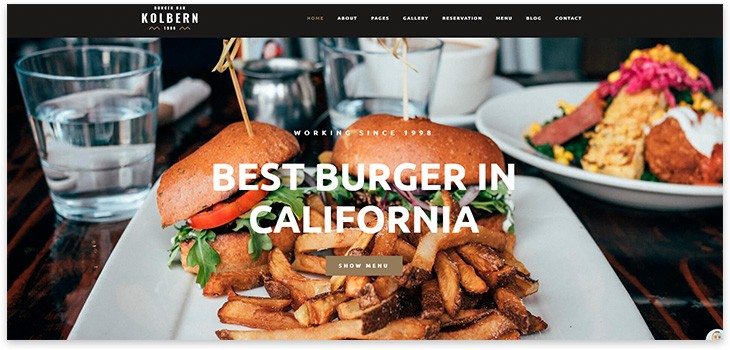 BURGER BAR
KOLBERN
1998
HOME ABOUT PAGES GALLERY RESERVATION MENU BLOG CONTACT
WORKING SINCE 1998
BEST BURGER IN
CALIFORNIA
SHOW MENU